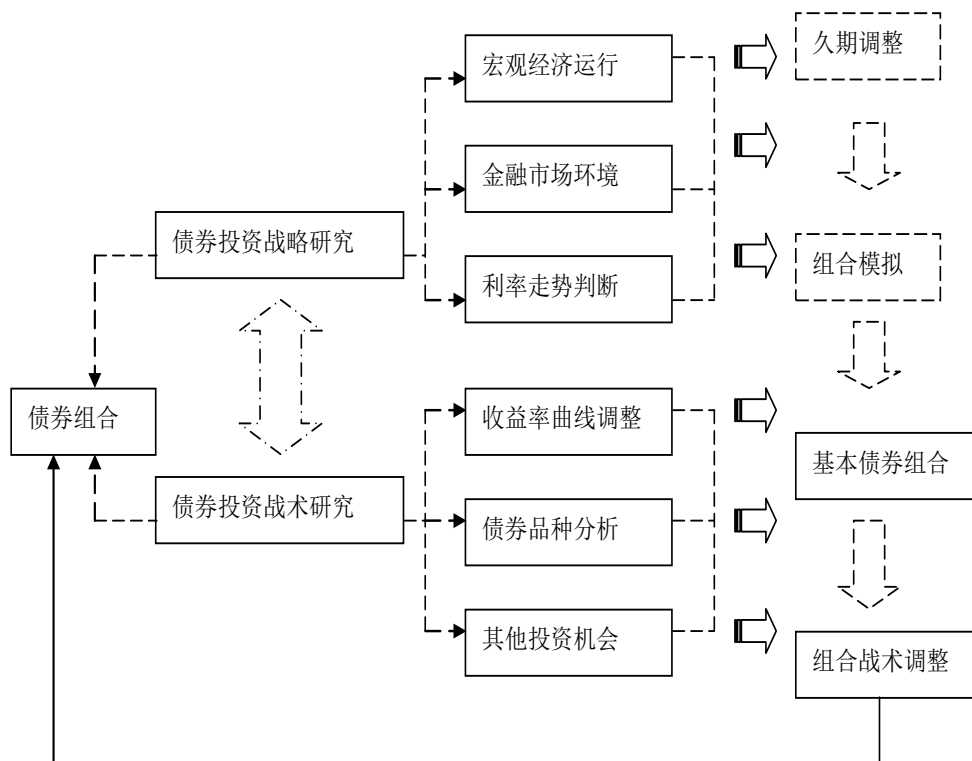 宏观经济运行
久期调整
金融市场环境
债券投资战略研究
利率走势判断
组合模拟
债券组合
收益率曲线调整
基本债券组合
债券投资战术研究
债券品种分析
其他投资机会
组合战术调整